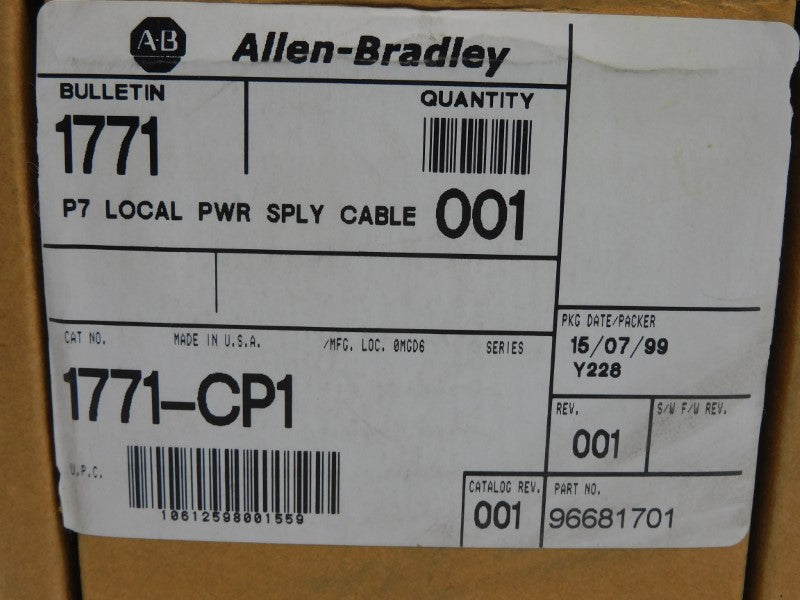 A-B Allen-Bradley
BULLETIN
QUANTITY
1771
P7 LOCAL PWR SPLY CABLE 001
PKG DATE/PACKER
15/07/99
Y228
CAT NO. MADE IN U.S.A. /MFG. LOC. 0MGD6 SERIES
1771-CP1
REV. S/W F/W REV.
001
U.P.C.
10612598001559
CATALOG REV. PART NO.
001 96681701